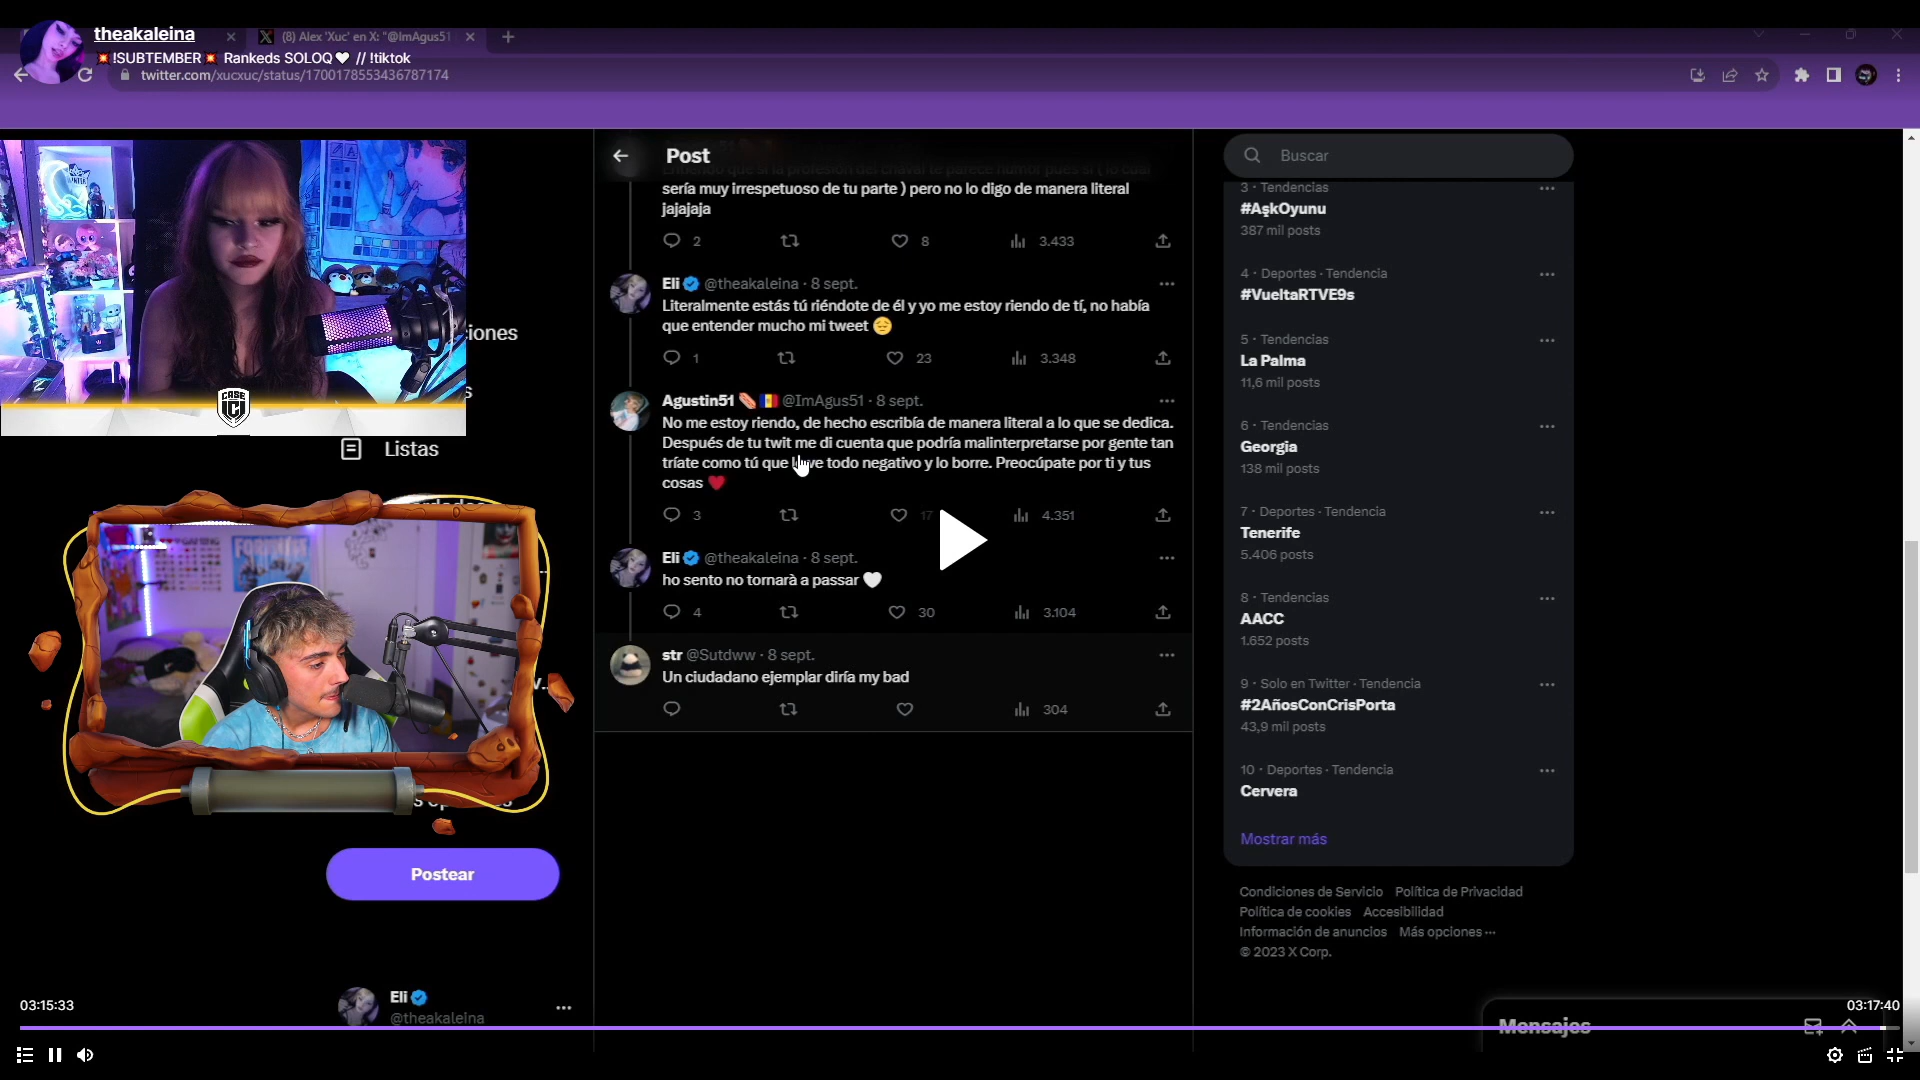 theakaleina
(8) Alex 'Xuc' en X: "@ImAgus51
💥!SUBTEMBER💥 Rankeds SOLOQ♥ // !tiktok
twitter.com/xucxuc/status/1700178553436787174
Post
sería muy irrespetuoso de tu parte ) pero no lo digo de manera literal
jajajaja
2 8 3.433
Eli @theakaleina · 8 sept.
Literalmente estás tú riéndote de él y yo me estoy riendo de tí, no había
que entender mucho mi tweet 😔
1 23 3.348
Agustin51 @ImAgus51 · 8 sept.
No me estoy riendo, de hecho escribía de manera literal a lo que se dedica.
Después de tu twit me di cuenta que podría malinterpretarse por gente tan
tríate como tú que ve todo negativo y lo borre. Preocúpate por ti y tus
cosas ♥
3 17 4.351
Eli @theakaleina · 8 sept.
ho sento no tornarà a passar 🤍
4 30 3.104
str @Sutdww · 8 sept.
Un ciudadano ejemplar diría my bad
304
Buscar
3 · Tendencias
#AşkOyunu
387 mil posts
4 · Deportes · Tendencia
#VueltaRTVE9s
5 · Tendencias
La Palma
11,6 mil posts
6 · Tendencias
Georgia
138 mil posts
7 · Deportes · Tendencia
Tenerife
5.406 posts
8 · Tendencias
AACC
1.652 posts
9 · Solo en Twitter · Tendencia
#2AñosConCrisPorta
43,9 mil posts
10 · Deportes · Tendencia
Cervera
Mostrar más
Condiciones de Servicio Política de Privacidad
Política de cookies Accesibilidad
Información de anuncios Más opciones ···
© 2023 X Corp.
iones
s
CASE
Listas
Postear
Eli
@theakaleina
Mensajes
03:15:33
03:17:40